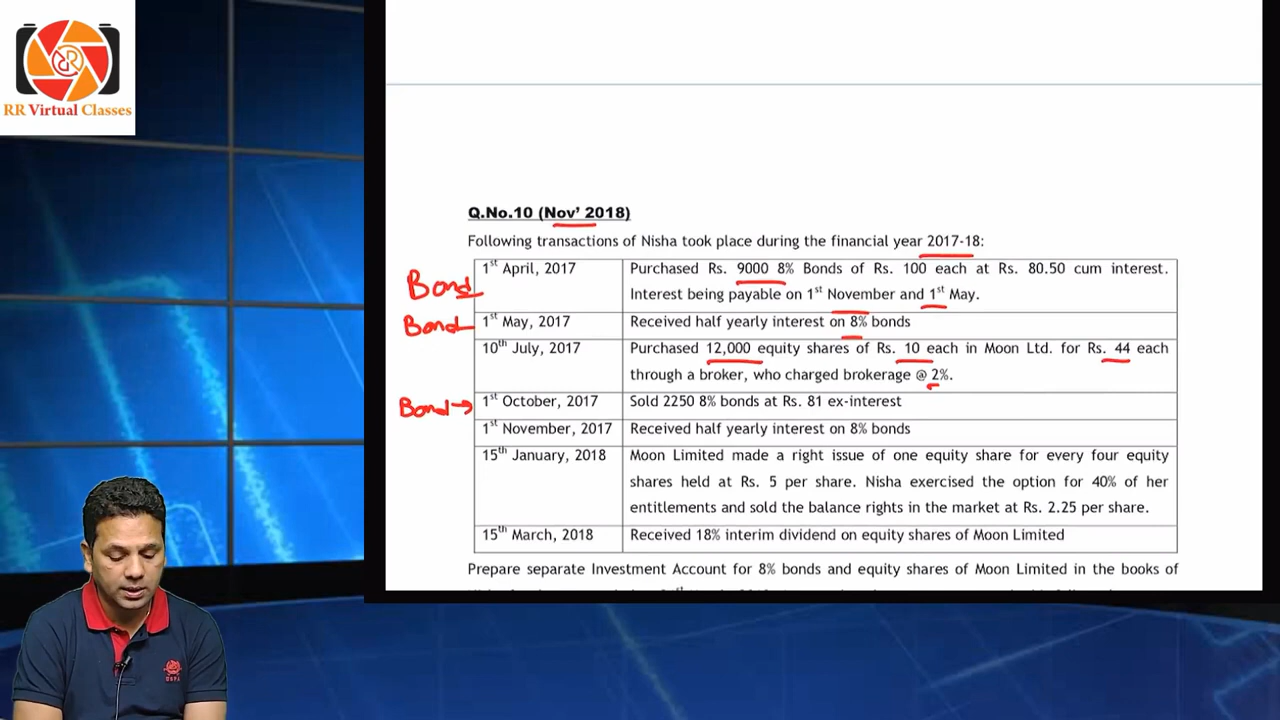 RR Virtual Classes
Q.No.10 (Nov' 2018)
Following transactions of Nisha took place during the financial year 2017-18:
Bond
1st April, 2017 Purchased Rs. 9000 8% Bonds of Rs. 100 each at Rs. 80.50 cum interest.
Interest being payable on 1st November and 1st May.
Bond
1st May, 2017 Received half yearly interest on 8% bonds
10th July, 2017 Purchased 12,000 equity shares of Rs. 10 each in Moon Ltd. for Rs. 44 each
through a broker, who charged brokerage @ 2%.
Bond→
1st October, 2017 Sold 2250 8% bonds at Rs. 81 ex-interest
1st November, 2017 Received half yearly interest on 8% bonds
15th January, 2018 Moon Limited made a right issue of one equity share for every four equity
shares held at Rs. 5 per share. Nisha exercised the option for 40% of her
entitlements and sold the balance rights in the market at Rs. 2.25 per share.
15th March, 2018 Received 18% interim dividend on equity shares of Moon Limited
Prepare separate Investment Account for 8% bonds and equity shares of Moon Limited in the books of